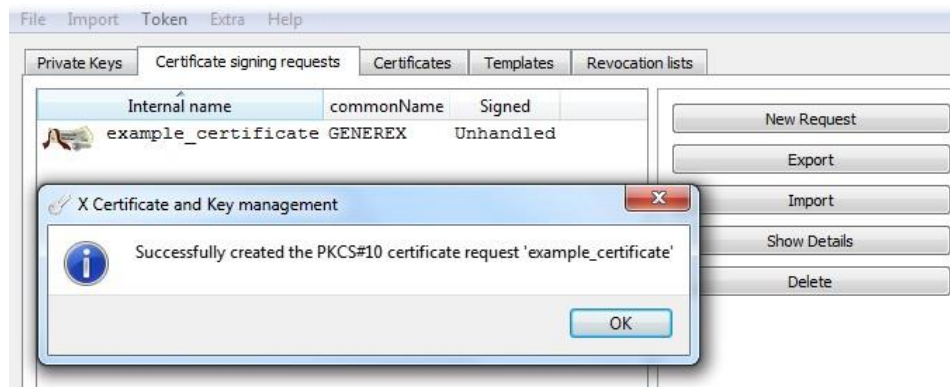 File Import Token Extra Help
Private Keys Certificate signing requests Certificates Templates Revocation lists
Internal name commonName Signed
example_certificate GENEREX Unhandled
New Request
Export
Import
Show Details
Delete
X Certificate and Key management
Successfully created the PKCS#10 certificate request 'example_certificate'
OK